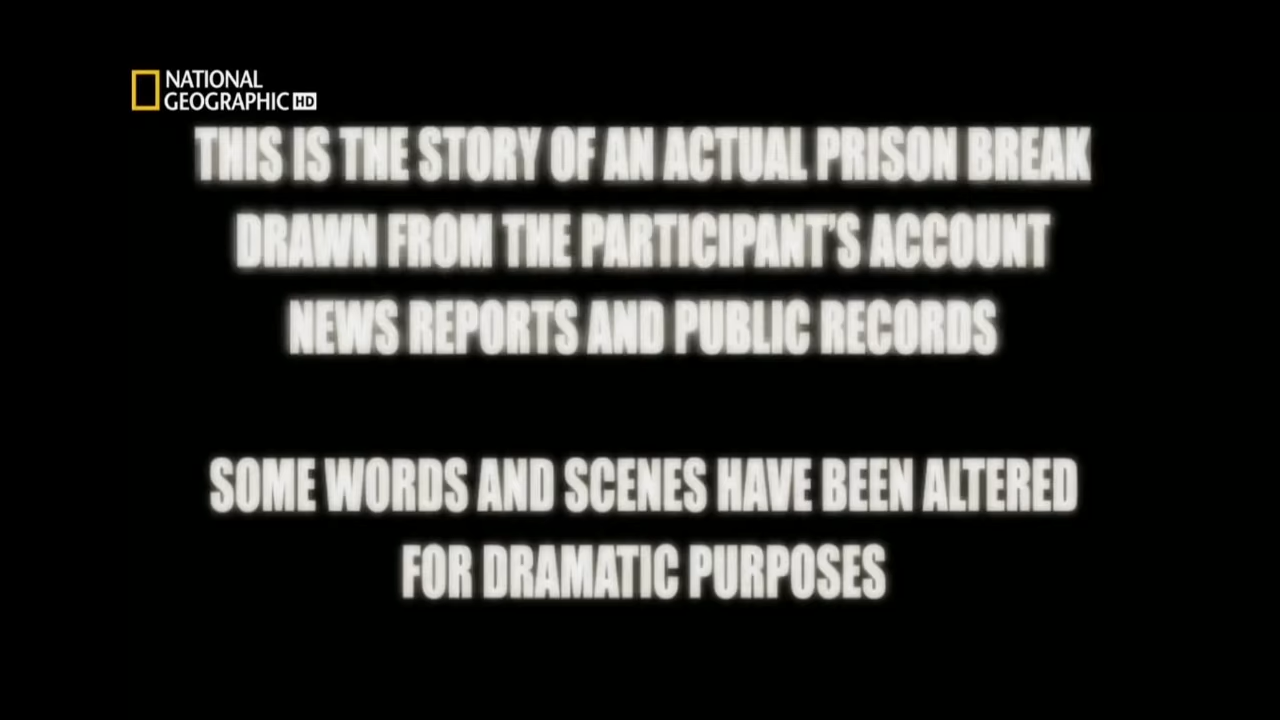 NATIONAL
GEOGRAPHIC HD
THIS IS THE STORY OF AN ACTUAL PRISON BREAK
DRAWN FROM THE PARTICIPANT'S ACCOUNT
NEWS REPORTS AND PUBLIC RECORDS
SOME WORDS AND SCENES HAVE BEEN ALTERED
FOR DRAMATIC PURPOSES